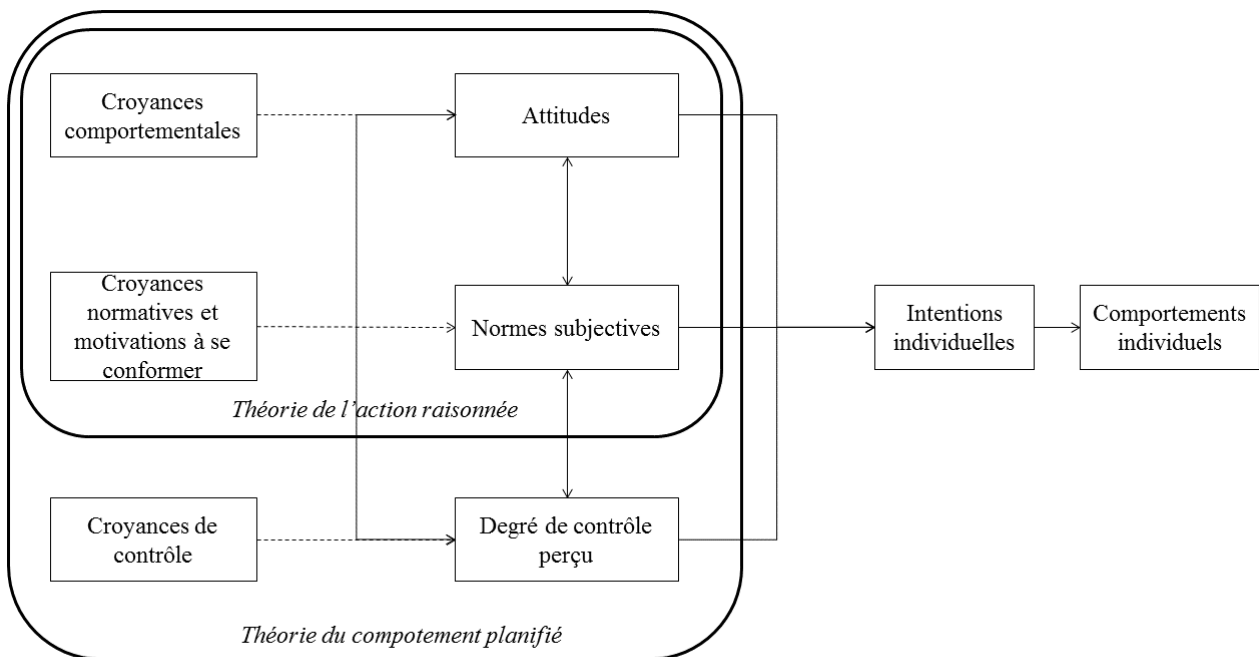 Croyances
comportementales
Attitudes
Croyances
normatives et
motivations à se
conformer
Normes subjectives
Intentions
individuelles
Comportements
individuels
Théorie de l’action raisonnée
Croyances de
contrôle
Degré de contrôle
perçu
Théorie du compotement planifié